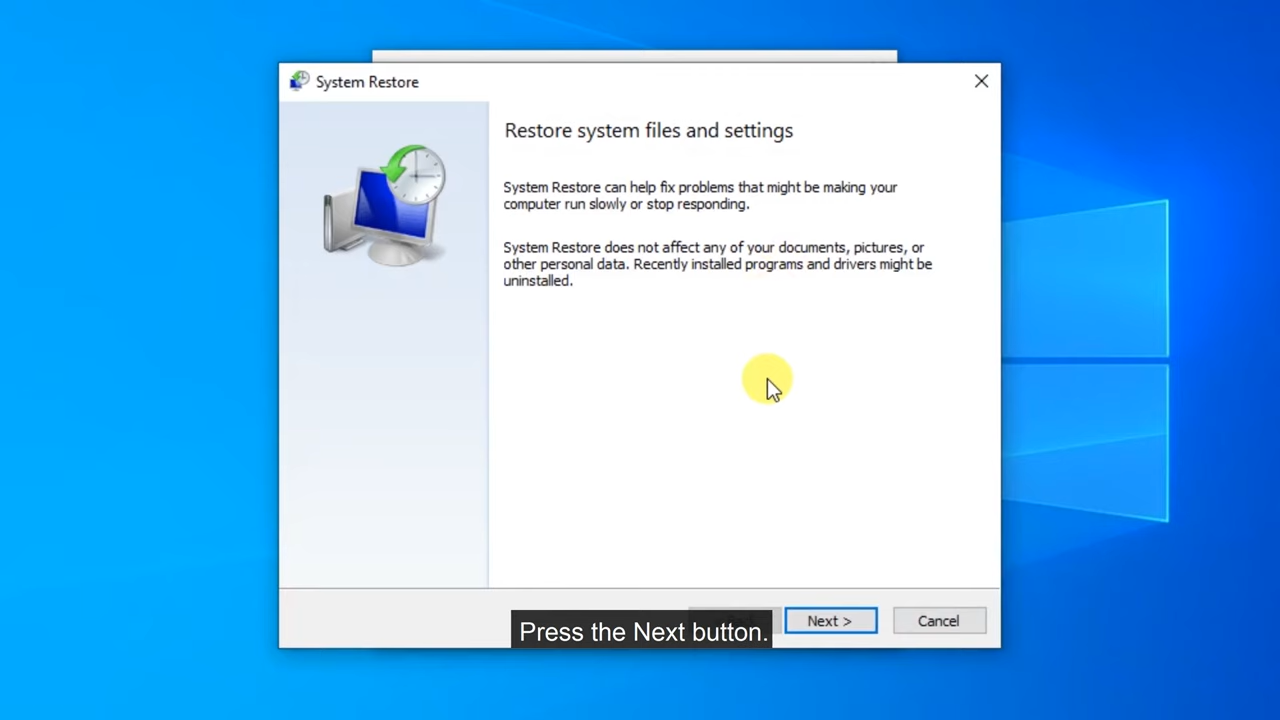 System Restore
Restore system files and settings
System Restore can help fix problems that might be making your
computer run slowly or stop responding.
System Restore does not affect any of your documents, pictures, or
other personal data. Recently installed programs and drivers might be
uninstalled.
Press the Next button.
Next >
Cancel